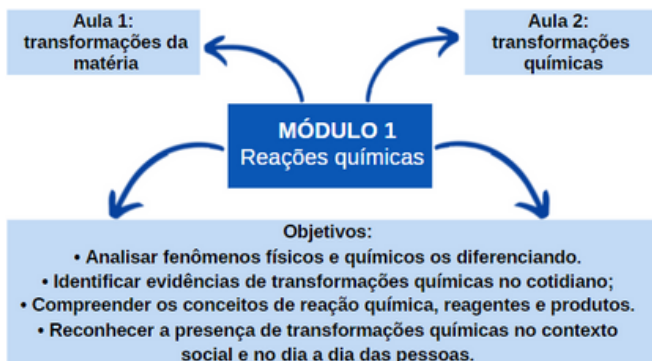 Aula 1:
transformações da
matéria
Aula 2:
transformações
químicas
MÓDULO 1
Reações químicas
Objetivos:
• Analisar fenômenos físicos e químicos os diferenciando.
• Identificar evidências de transformações químicas no cotidiano;
• Compreender os conceitos de reação química, reagentes e produtos.
• Reconhecer a presença de transformações químicas no contexto
social e no dia a dia das pessoas.